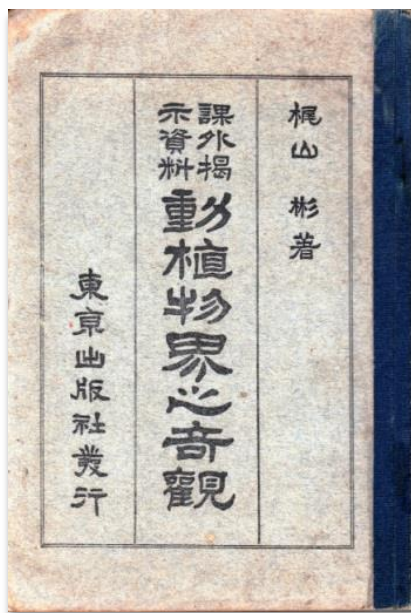 梶山彬著
課外揭
示資料
動植物界之奇觀
東京出版社發行